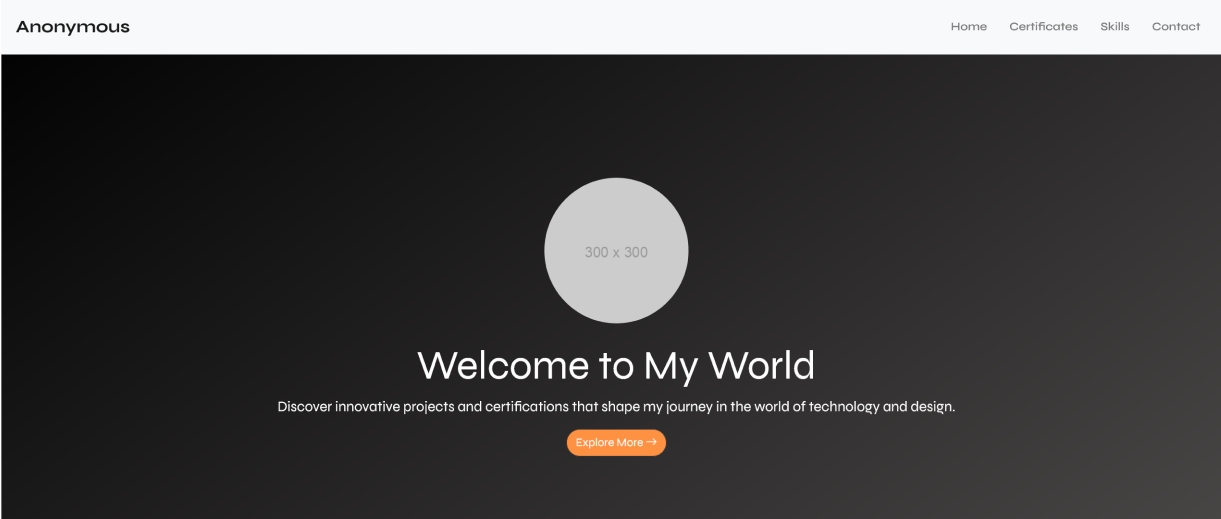 Anonymous
Home Certificates Skills Contact
300 x 300
Welcome to My World
Discover innovative projects and certifications that shape my journey in the world of technology and design.
Explore More →